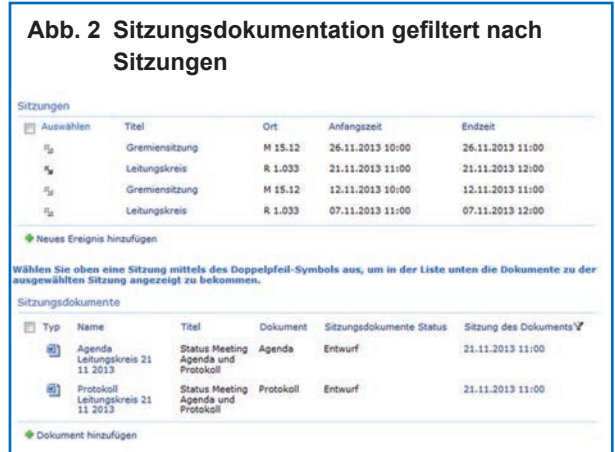 Abb. 2 Sitzungsdokumentation gefiltert nach
Sitzungen
Sitzungen
Auswählen Titel Ort Anfangszeit Endzeit
Gremiensitzung M 15.12 26.11.2013 10:00 26.11.2013 11:00
Leitungskreis R 1.033 21.11.2013 11:00 21.11.2013 12:00
Gremiensitzung M 15.12 12.11.2013 10:00 12.11.2013 11:00
Leitungskreis R 1.033 07.11.2013 11:00 07.11.2013 12:00
Neues Ereignis hinzufügen
Wählen Sie oben eine Sitzung mittels des Doppelpfeil-Symbols aus, um in der Liste unten die Dokumente zu der
ausgewählten Sitzung angezeigt zu bekommen.
Sitzungsdokumente
Typ Name Titel Dokument Sitzungsdokumente Status Sitzung des Dokuments
Agenda Status Meeting Agenda Entwurf 21.11.2013 11:00
Leitungskreis 21 Agenda und
11 2013 Protokoll
Protokoll Status Meeting Protokoll Entwurf 21.11.2013 11:00
Leitungskreis 21 Agenda und
11 2013 Protokoll
Dokument hinzufügen